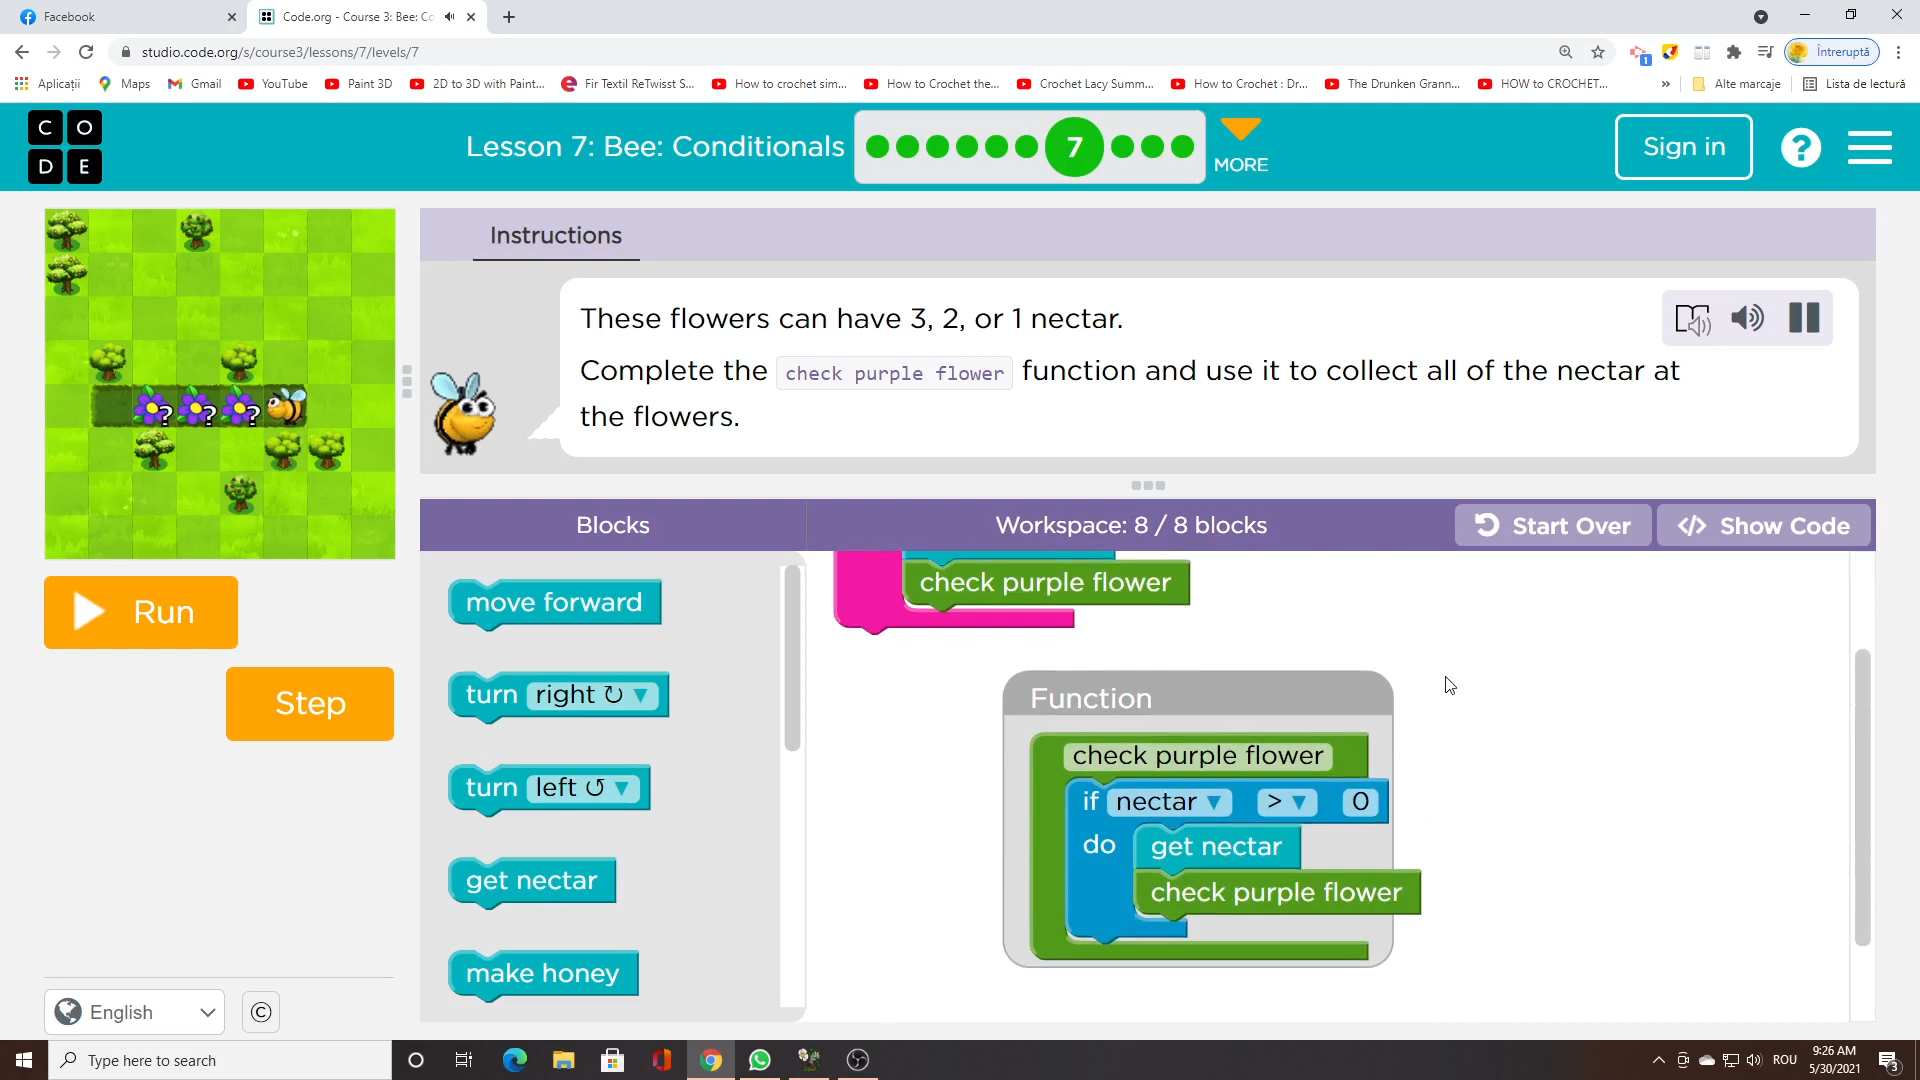 Facebook
Code.org - Course 3: Bee: Co
studio.code.org/s/course3/lessons/7/levels/7
1
Întreruptă
Aplicații
Maps
Gmail
YouTube
Paint 3D
2D to 3D with Paint...
Fir Textil ReTwisst S...
How to crochet sim...
How to Crochet the...
Crochet Lacy Summ...
How to Crochet : Dr...
The Drunken Grann...
HOW to CROCHET...
»
Alte marcaje
Lista de lectură
C O
D E
Lesson 7: Bee: Conditionals
7
MORE
Sign in
?
Instructions
These flowers can have 3, 2, or 1 nectar.
Complete the check purple flower function and use it to collect all of the nectar at
the flowers.
? ? ?
Blocks
Workspace: 8 / 8 blocks
Start Over
</> Show Code
Run
Step
move forward
turn right ↻
turn left ↺
get nectar
make honey
check purple flower
Function
check purple flower
if nectar > 0
do get nectar
check purple flower
English
©
Type here to search
ROU
9:26 AM
5/30/2021
3